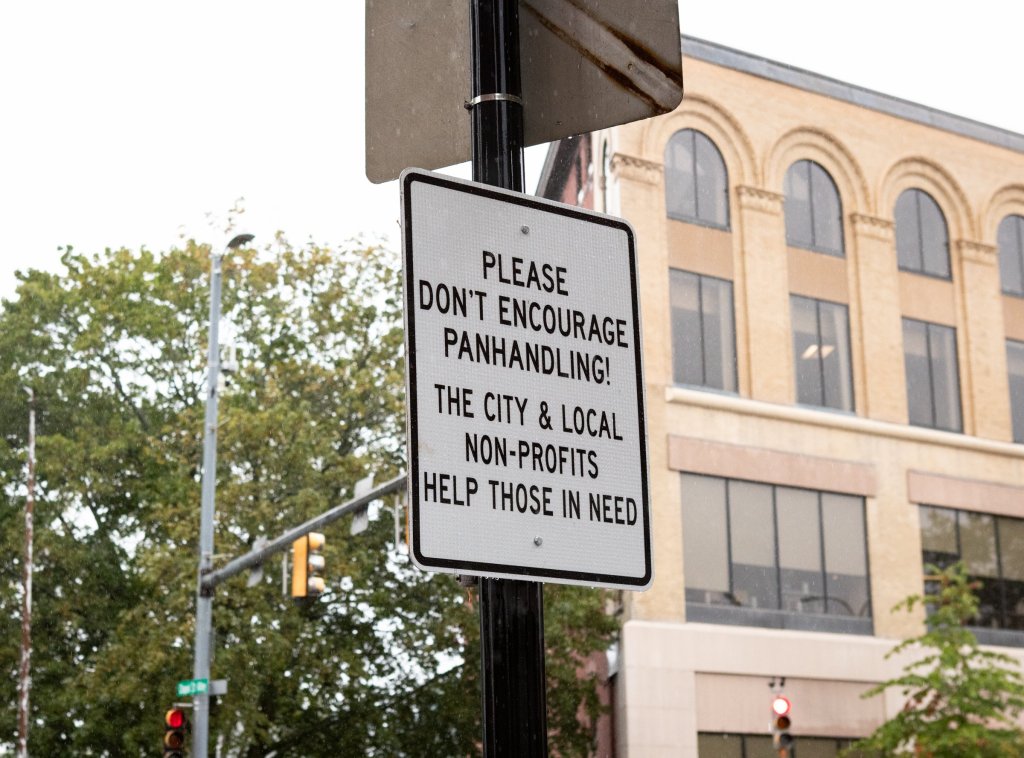 PLEASE
DON'T ENCOURAGE
PANHANDLING!
THE CITY & LOCAL
NON-PROFITS
HELP THOSE IN NEED